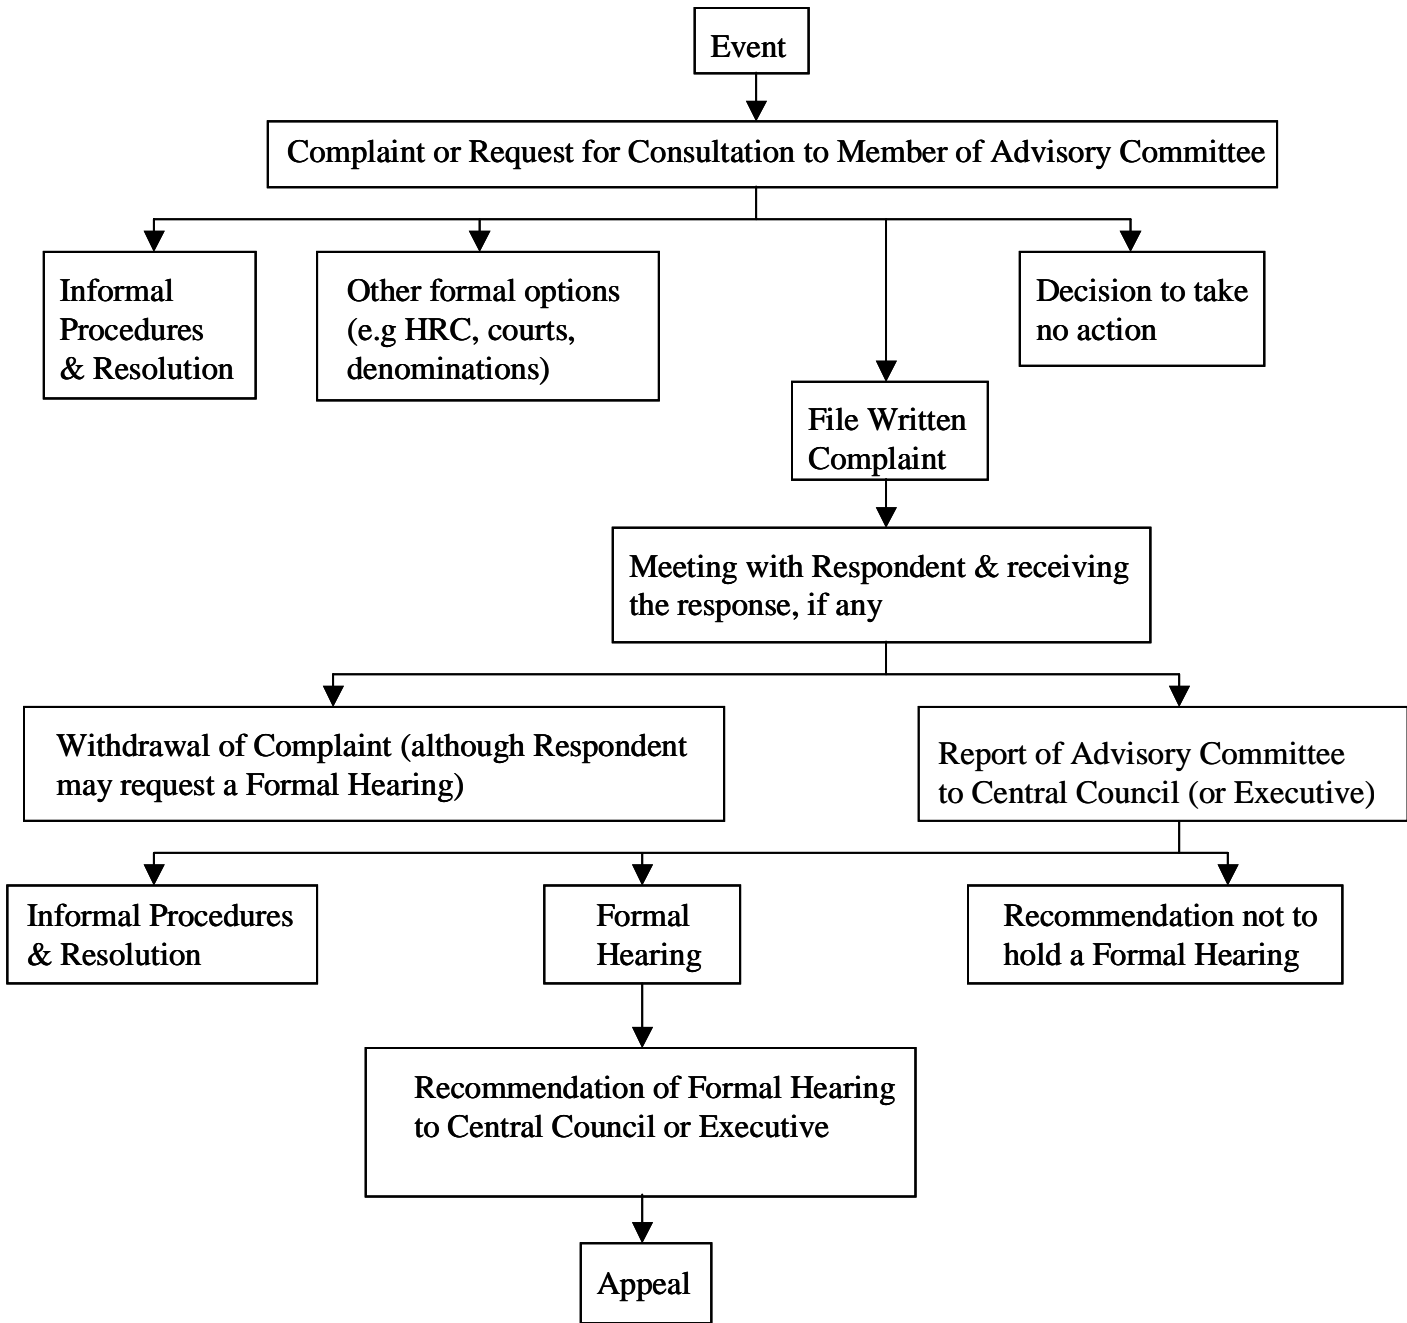 Event
Complaint or Request for Consultation to Member of Advisory Committee
Informal
Procedures
& Resolution
Other formal options
(e.g HRC, courts,
denominations)
Decision to take
no action
File Written
Complaint
Meeting with Respondent & receiving
the response, if any
Withdrawal of Complaint (although Respondent
may request a Formal Hearing)
Report of Advisory Committee
to Central Council (or Executive)
Informal Procedures
& Resolution
Formal
Hearing
Recommendation not to
hold a Formal Hearing
Recommendation of Formal Hearing
to Central Council or Executive
Appeal